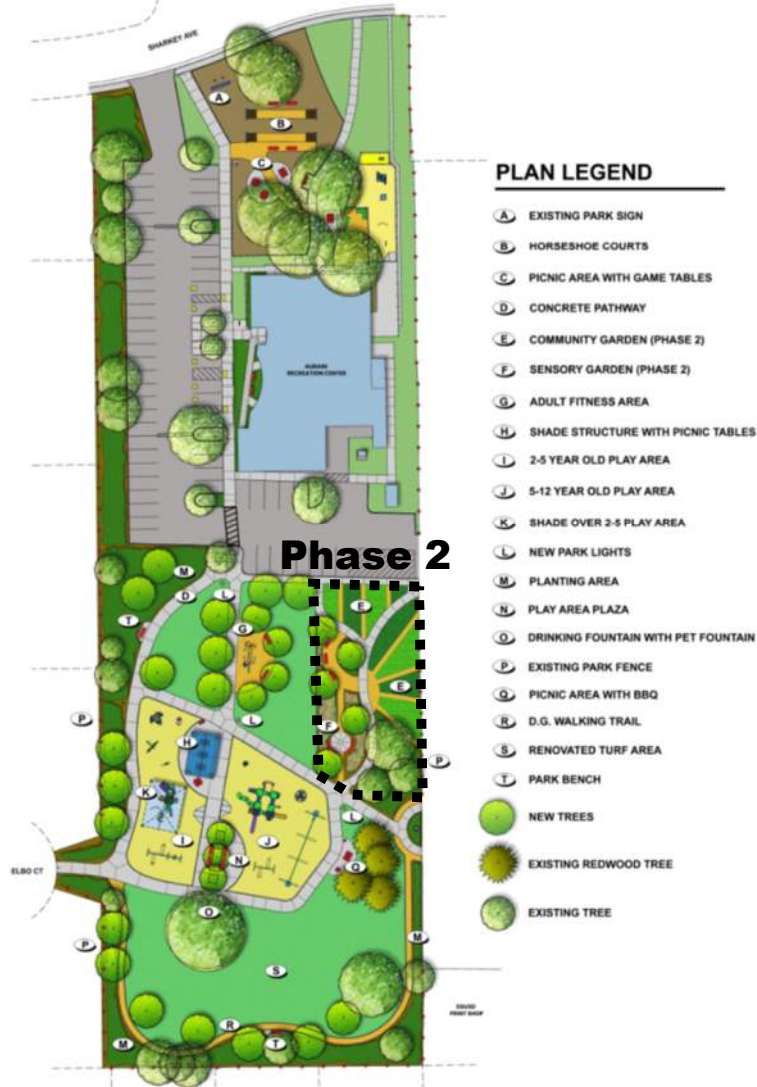 SHARKEY AVE
A
B
C
RECREATION CENTER
Phase 2
M
D
L
E
T
G
E
L
F
P
H
P
K
L
I
J
N
Q
ELBO CT
O
P
M
S
R
M
T
EGUSD
PRINT SHOP
PLAN LEGEND
A EXISTING PARK SIGN
B HORSESHOE COURTS
C PICNIC AREA WITH GAME TABLES
D CONCRETE PATHWAY
E COMMUNITY GARDEN (PHASE 2)
F SENSORY GARDEN (PHASE 2)
G ADULT FITNESS AREA
H SHADE STRUCTURE WITH PICNIC TABLES
I 2-5 YEAR OLD PLAY AREA
J 5-12 YEAR OLD PLAY AREA
K SHADE OVER 2-5 PLAY AREA
L NEW PARK LIGHTS
M PLANTING AREA
N PLAY AREA PLAZA
O DRINKING FOUNTAIN WITH PET FOUNTAIN
P EXISTING PARK FENCE
Q PICNIC AREA WITH BBQ
R D.G. WALKING TRAIL
S RENOVATED TURF AREA
T PARK BENCH
NEW TREES
EXISTING REDWOOD TREE
EXISTING TREE